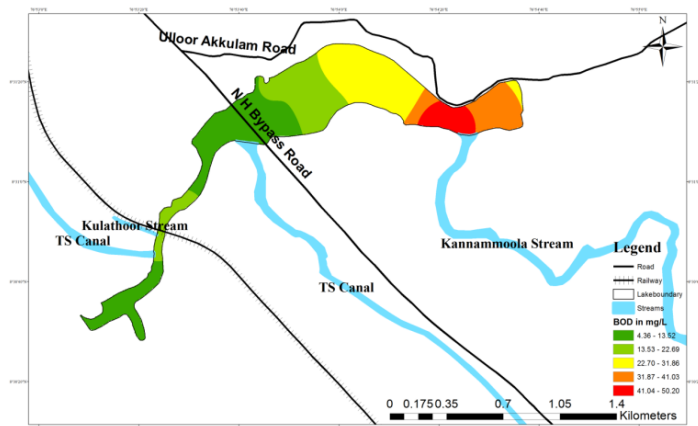 N
Ulloor Akkulam Road
N H Bypass Road
Kulathoor Stream
TS Canal
Kannammoola Stream
TS Canal
Legend
Road
Railway
Lakeboundary
Streams
BOD in mg/L
4.36 - 13.52
13.53 - 22.69
22.70 - 31.86
31.87 - 41.03
41.04 - 50.20
0 0.175 0.35 0.7 1.05 1.4
Kilometers